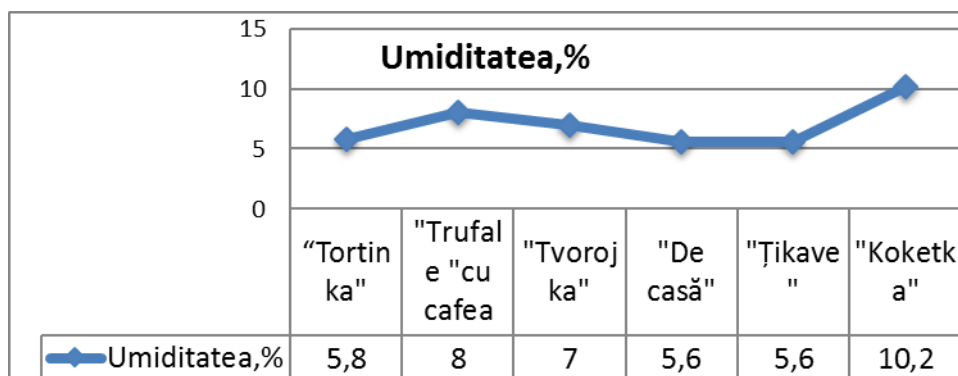 15
Umiditatea,%
10
5
0
“Tortin
ka"
"Trufal
e "cu
cafea
"Tvoroj
ka"
"De
casă"
"Țikave
"
"Koketk
a"
Umiditatea,% 5,8 8 7 5,6 5,6 10,2